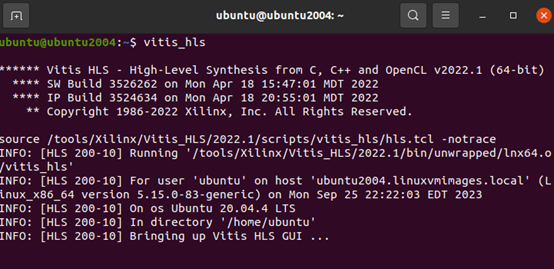 ubuntu@ubuntu2004: ~
ubuntu@ubuntu2004:~$ vitis_hls
****** Vitis HLS - High-Level Synthesis from C, C++ and OpenCL v2022.1 (64-bit)
**** SW Build 3526262 on Mon Apr 18 15:47:01 MDT 2022
**** IP Build 3524634 on Mon Apr 18 20:55:01 MDT 2022
** Copyright 1986-2022 Xilinx, Inc. All Rights Reserved.
source /tools/Xilinx/Vitis_HLS/2022.1/scripts/vitis_hls/hls.tcl -notrace
INFO: [HLS 200-10] Running '/tools/Xilinx/Vitis_HLS/2022.1/bin/unwrapped/lnx64.
o/vitis_hls'
INFO: [HLS 200-10] For user 'ubuntu' on host 'ubuntu2004.linuxvmimages.local' (L
inux_x86_64 version 5.15.0-83-generic) on Mon Sep 25 22:22:03 EDT 2023
INFO: [HLS 200-10] On os Ubuntu 20.04.4 LTS
INFO: [HLS 200-10] In directory '/home/ubuntu'
INFO: [HLS 200-10] Bringing up Vitis HLS GUI ...